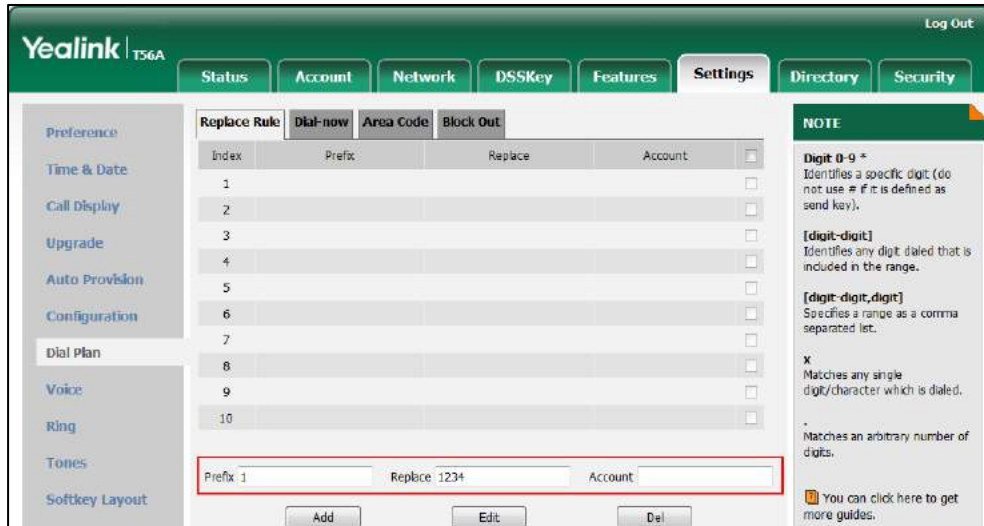 Log Out
Yealink T56A
Status Account Network DSSKey Features Settings Directory Security
Preference
Time & Date
Call Display
Upgrade
Auto Provision
Configuration
Dial Plan
Voice
Ring
Tones
Softkey Layout
Replace Rule Dial-now Area Code Block Out
Index Prefix Replace Account
1
2
3
4
5
6
7
8
9
10
Prefix 1 Replace 1234 Account
Add Edit Del
NOTE
Digit 0-9 *
Identifies a specific digit (do
not use # if it is defined as
send key).
[digit-digit]
Identifies any digit dialed that is
included in the range.
[digit-digit,digit]
Specifies a range as a comma
separated list.
x
Matches any single
digit/character which is dialed.
.
Matches an arbitrary number of
digits.
You can click here to get
more guides.